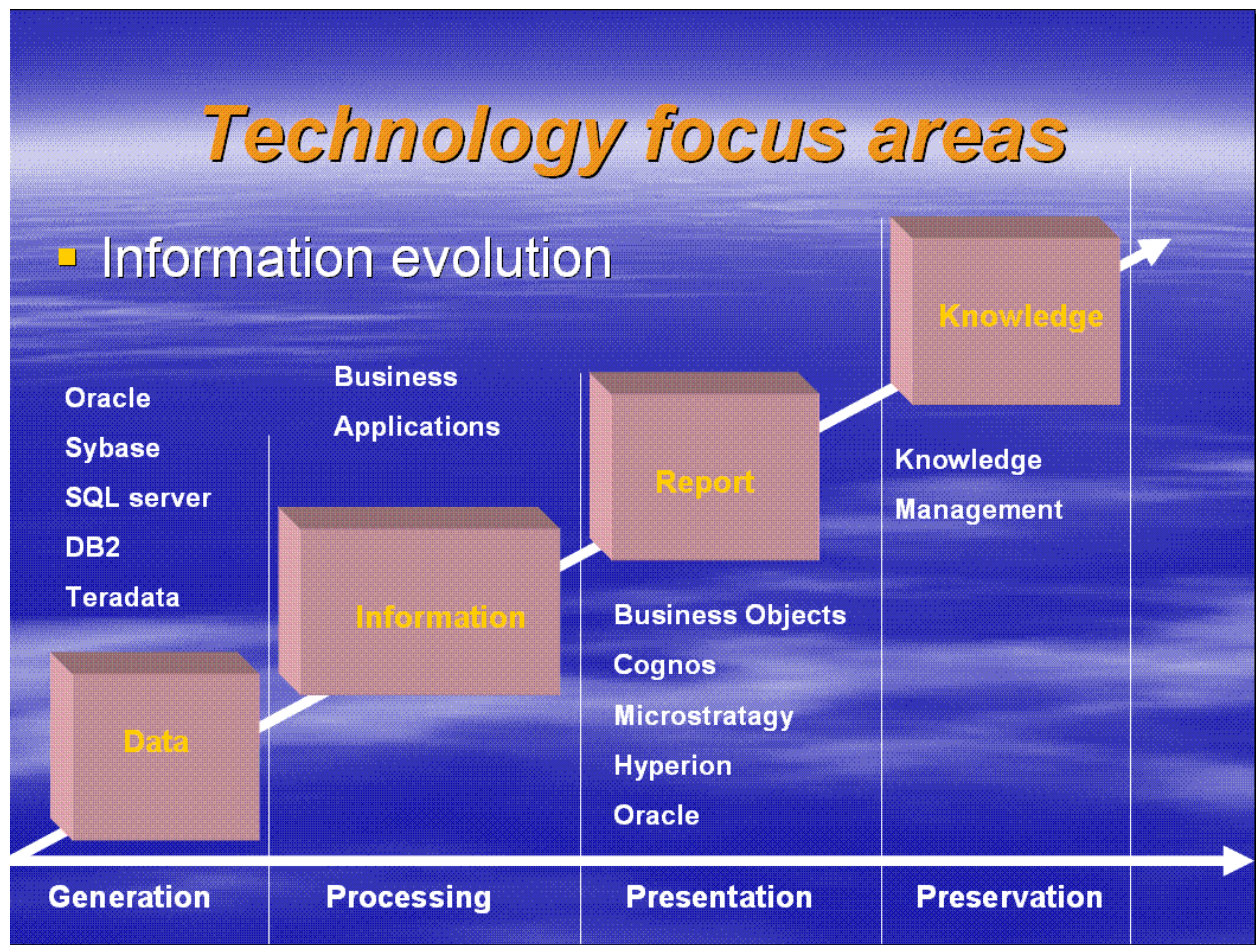 Technology focus areas
Information evolution
Oracle
Sybase
SQL server
DB2
Teradata
Data
Business
Applications
Information
Report
Business Objects
Cognos
Microstratagy
Hyperion
Oracle
Knowledge
Knowledge
Management
Generation
Processing
Presentation
Preservation